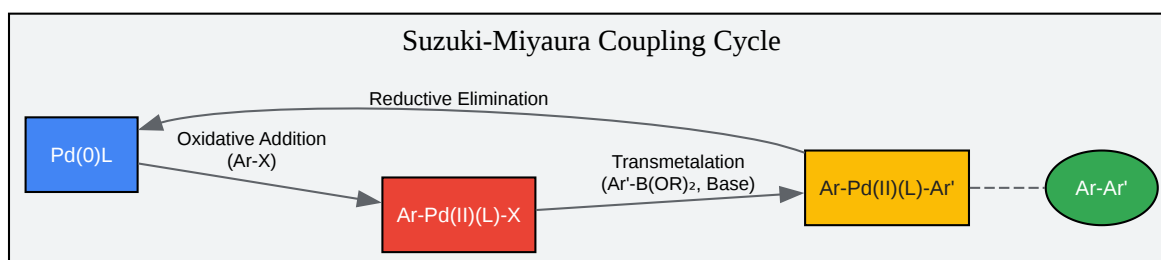 Suzuki-Miyaura Coupling Cycle
Reductive Elimination
Pd(0)L
Oxidative Addition
(Ar-X)
Ar-Pd(II)(L)-X
Transmetalation
(Ar'-B(OR)₂, Base)
Ar-Pd(II)(L)-Ar'
Ar-Ar'